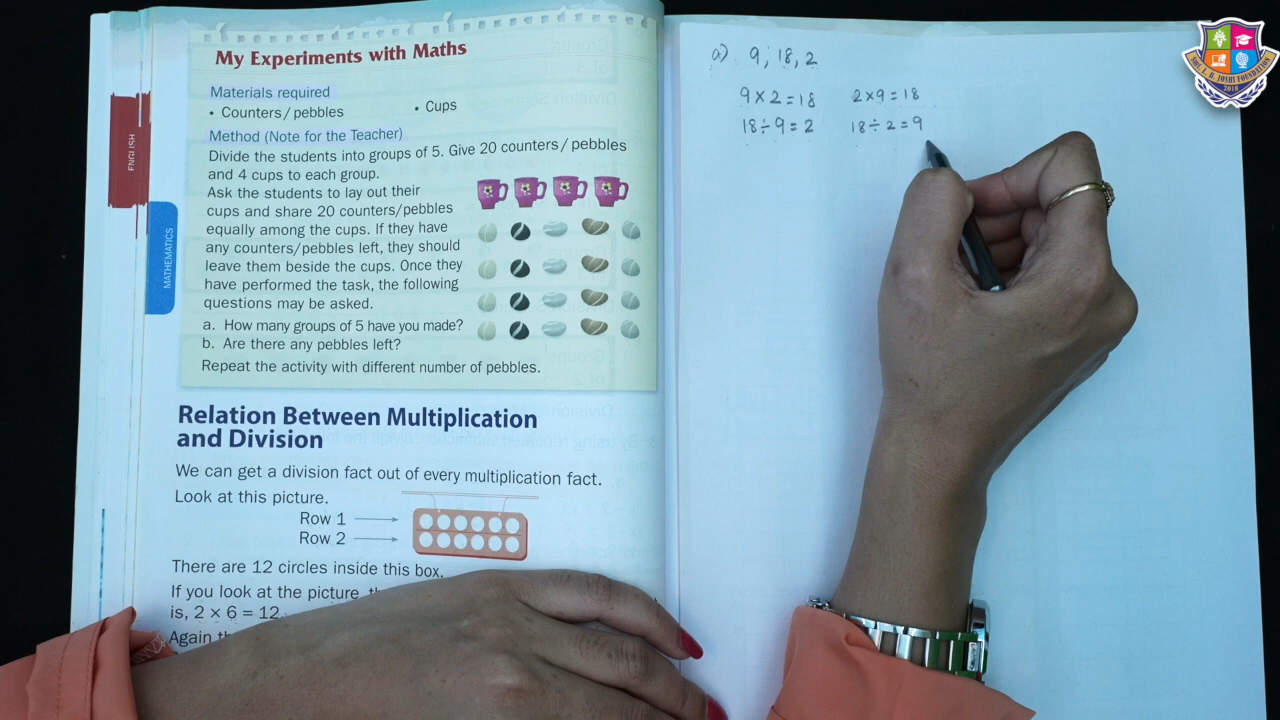 My Experiments with Maths
Materials required
• Counters/pebbles
• Cups
Method (Note for the Teacher)
Divide the students into groups of 5. Give 20 counters/pebbles
and 4 cups to each group.
Ask the students to lay out their
cups and share 20 counters/pebbles
equally among the cups. If they have
any counters/pebbles left, they should
leave them beside the cups. Once they
have performed the task, the following
questions may be asked.
a. How many groups of 5 have you made?
b. Are there any pebbles left?
Repeat the activity with different number of pebbles.
ENGLISH
MATHEMATICS
Relation Between Multiplication
and Division
We can get a division fact out of every multiplication fact.
Look at this picture.
Row 1
Row 2
There are 12 circles inside this box.
If you look at the picture,
is, 2 × 6 = 12.
Again
a) 9, 18, 2
9 × 2 = 18 2 × 9 = 18
18 ÷ 9 = 2 18 ÷ 2 = 9
SHRI L. B. JOSHI FOUNDATION
2018